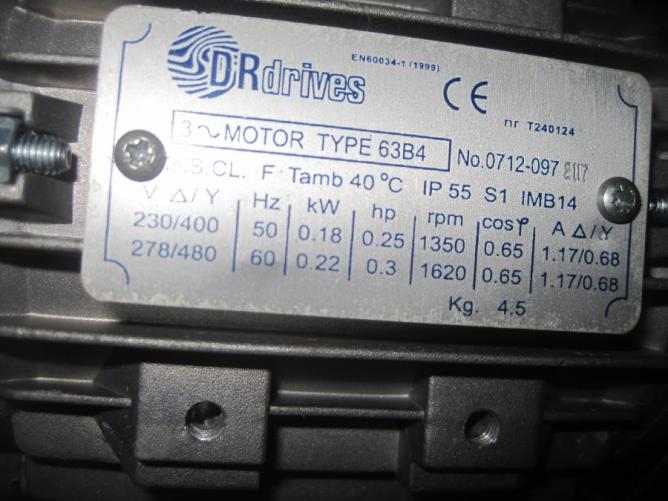 DR drives
EN60034-1 (1999)
CE
nr T240124
3~MOTOR TYPE 63B4
No.0712-097
S.CL. F Tamb 40 °C IP 55 S1 IMB14
V Δ/Y Hz kW hp rpm cosφ A Δ/Y
230/400 50 0.18 0.25 1350 0.65 1.17/0.68
278/480 60 0.22 0.3 1620 0.65 1.17/0.68
Kg. 4.5